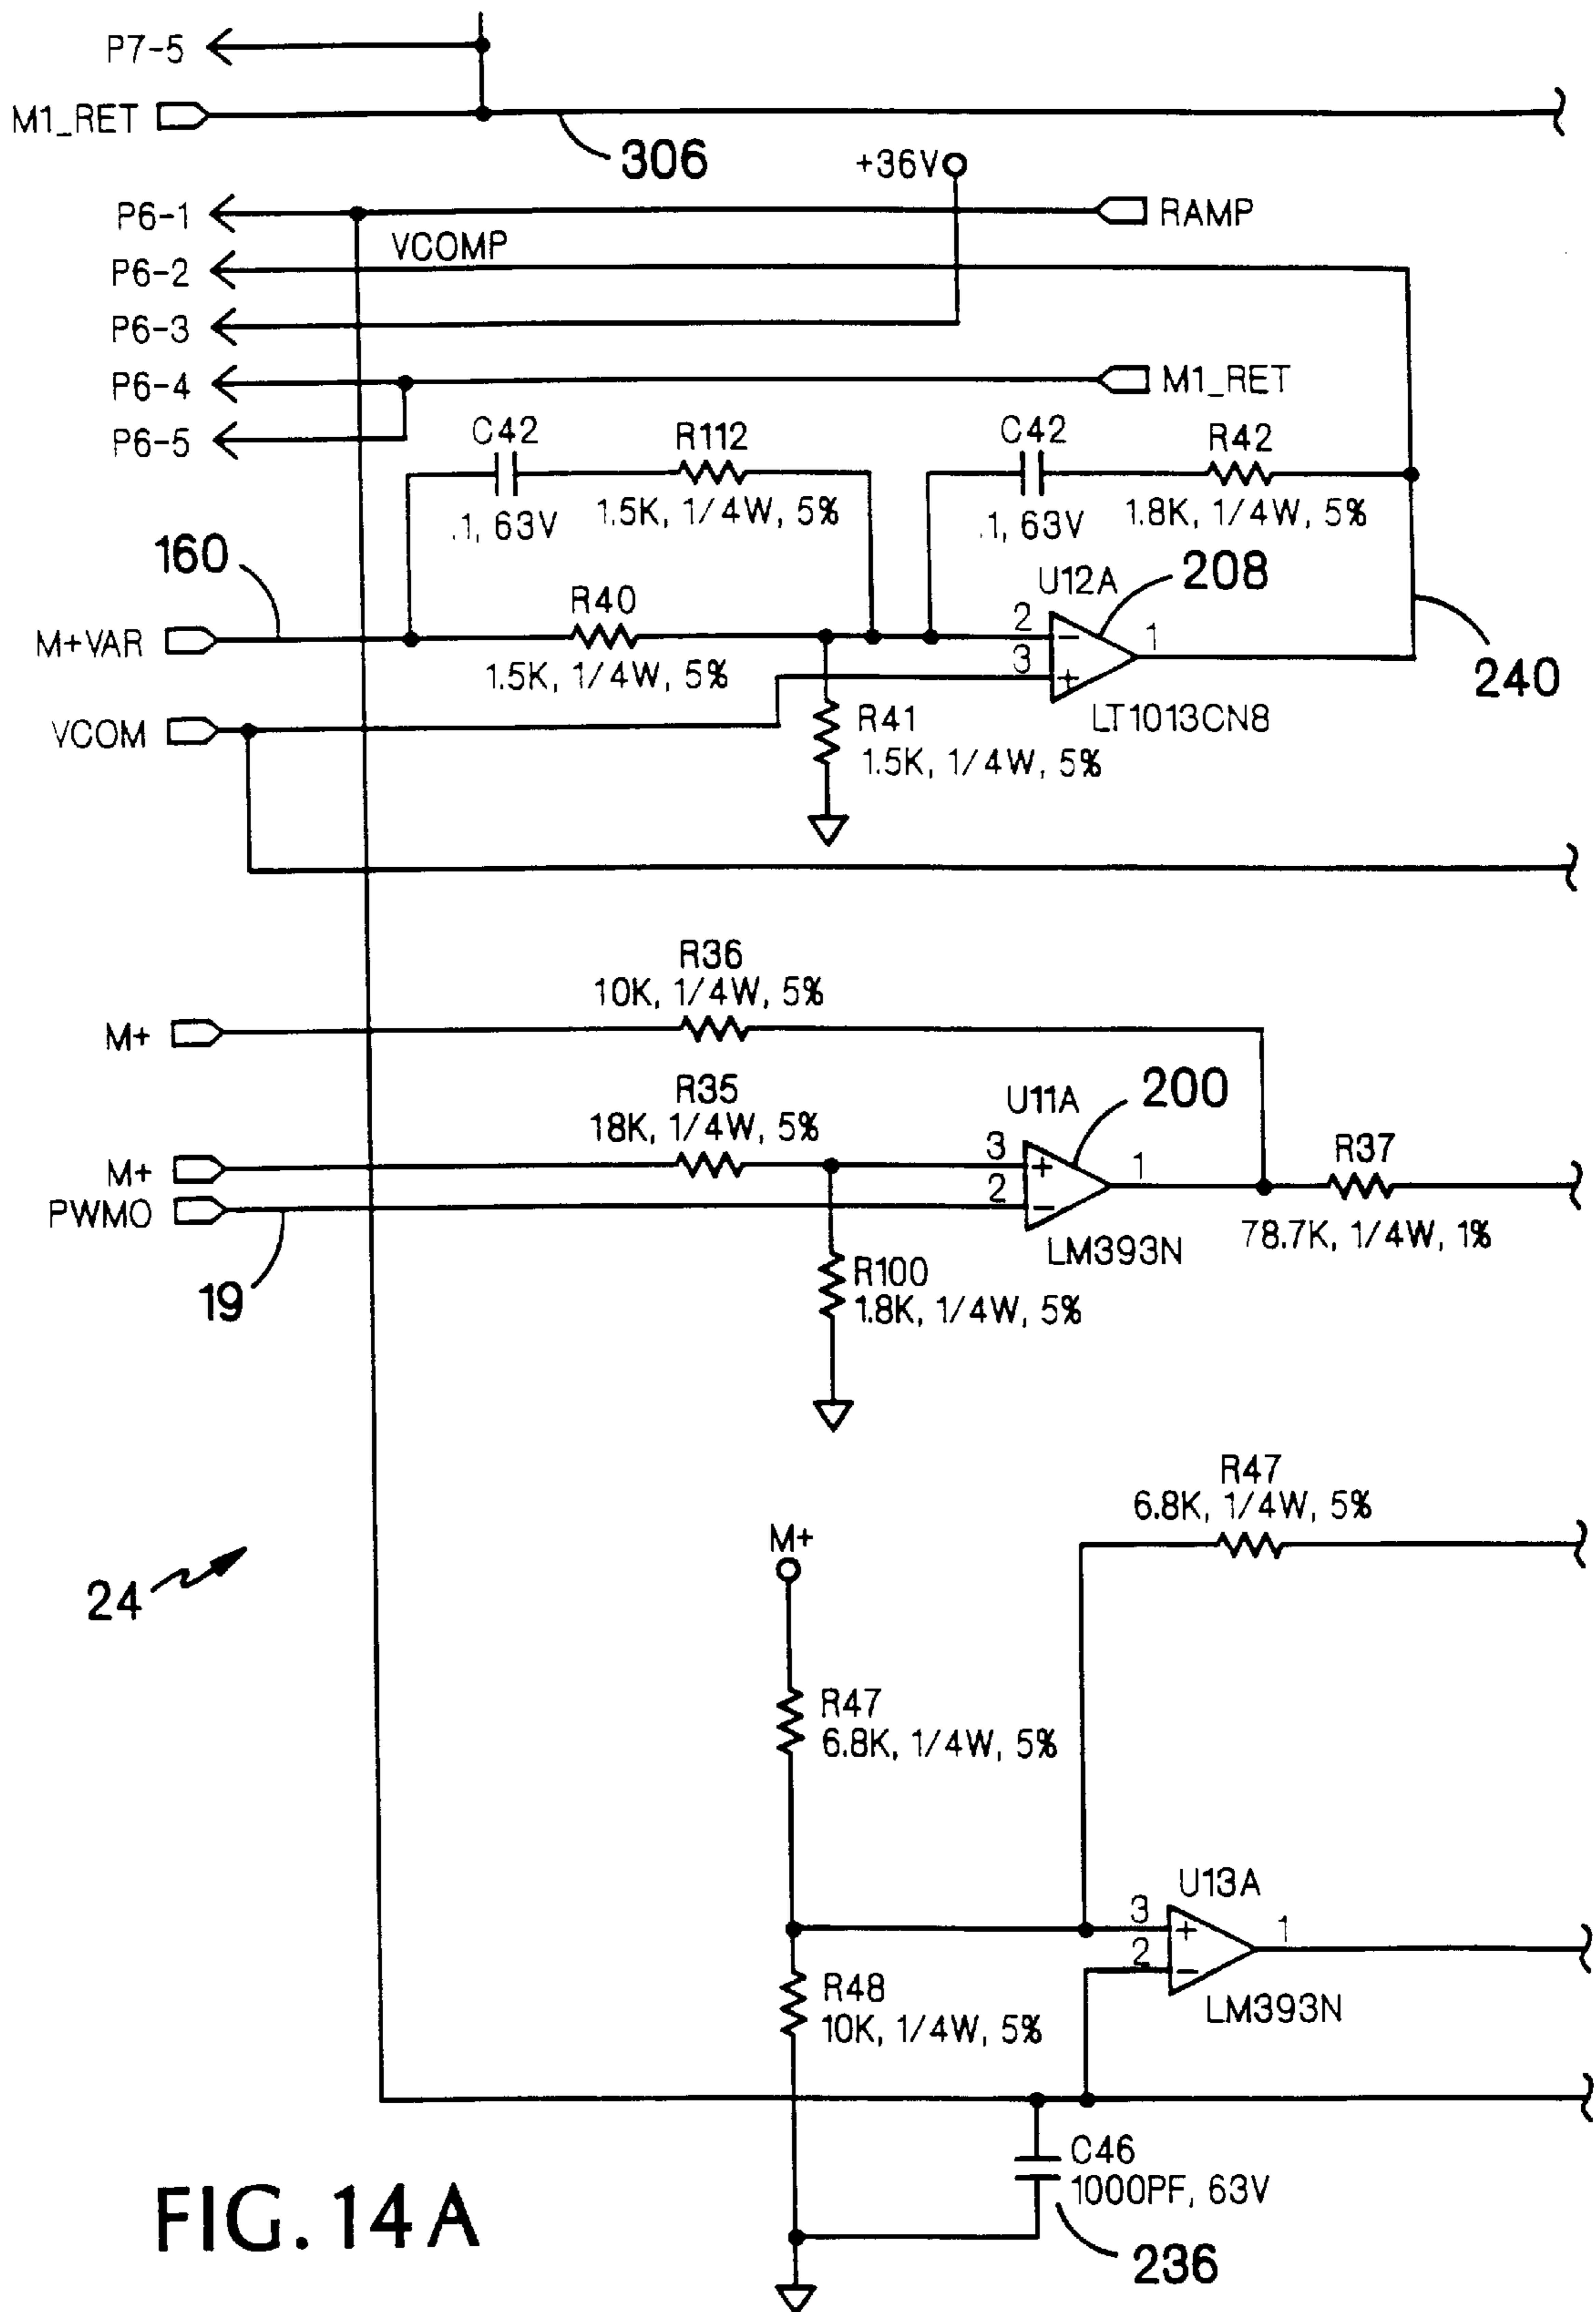 P7-5
M1_RET
306
+36V
P6-1
RAMP
VCOMP
P6-2
P6-3
P6-4
M1_RET
P6-5
C42
R112
C42
R42
.1, 63V
1.5K, 1/4W, 5%
.1, 63V
1.8K, 1/4W, 5%
160
U12A
208
R40
M+VAR
2
-
1
3
+
1.5K, 1/4W, 5%
240
VCOM
R41
LT1013CN8
1.5K, 1/4W, 5%
R36
10K, 1/4W, 5%
M+
R35
U11A
200
18K, 1/4W, 5%
M+
3
+
1
R37
PWMO
2
-
LM393N
78.7K, 1/4W, 1%
19
R100
1.8K, 1/4W, 5%
R47
6.8K, 1/4W, 5%
M+
24
R47
6.8K, 1/4W, 5%
U13A
3
+
1
2
-
R48
10K, 1/4W, 5%
LM393N
C46
1000PF, 63V
FIG. 14A
236